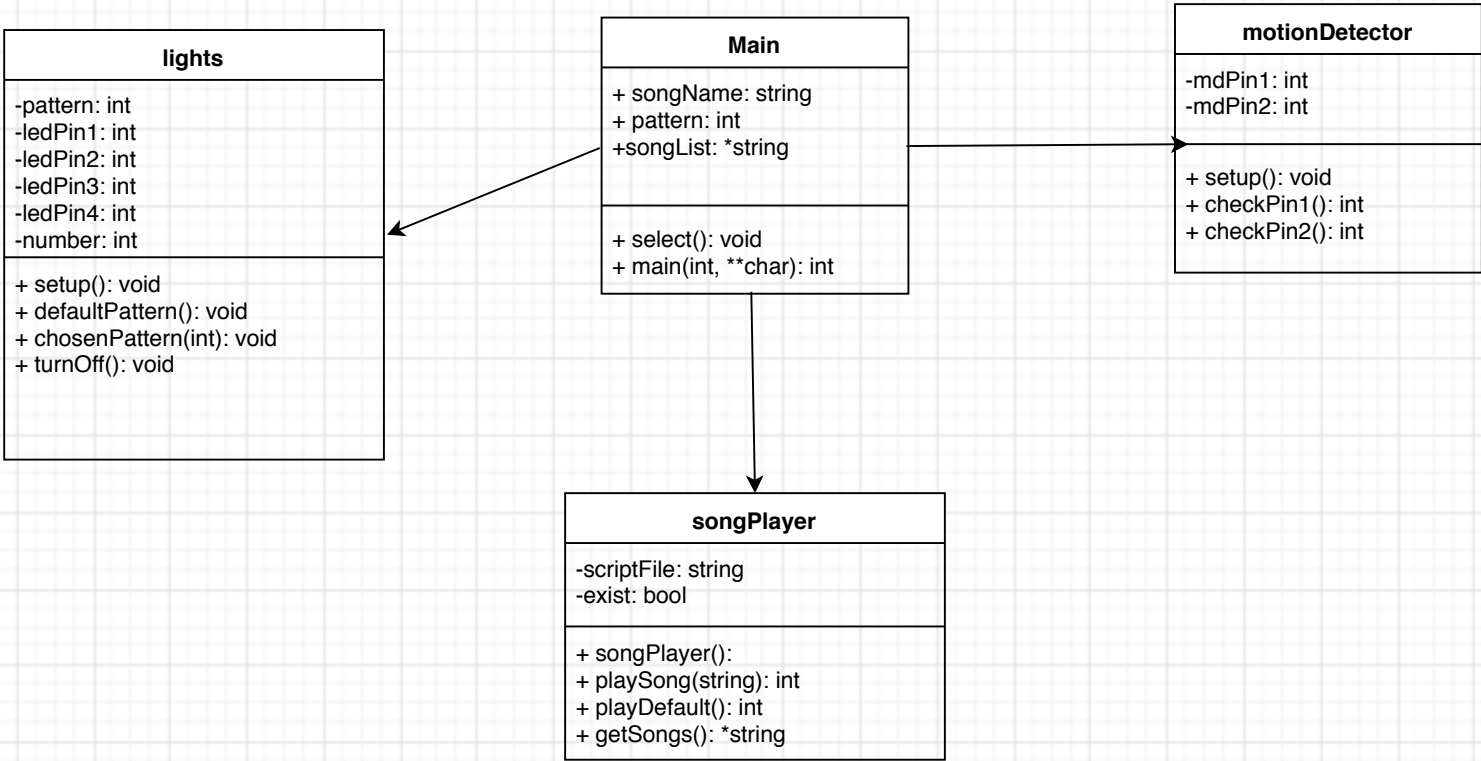 lights
-pattern: int
-ledPin1: int
-ledPin2: int
-ledPin3: int
-ledPin4: int
-number: int
+ setup(): void
+ defaultPattern(): void
+ chosenPattern(int): void
+ turnOff(): void
Main
+ songName: string
+ pattern: int
+songList: *string
+ select(): void
+ main(int, **char): int
motionDetector
-mdPin1: int
-mdPin2: int
+ setup(): void
+ checkPin1(): int
+ checkPin2(): int
songPlayer
-scriptFile: string
-exist: bool
+ songPlayer():
+ playSong(string): int
+ playDefault(): int
+ getSongs(): *string